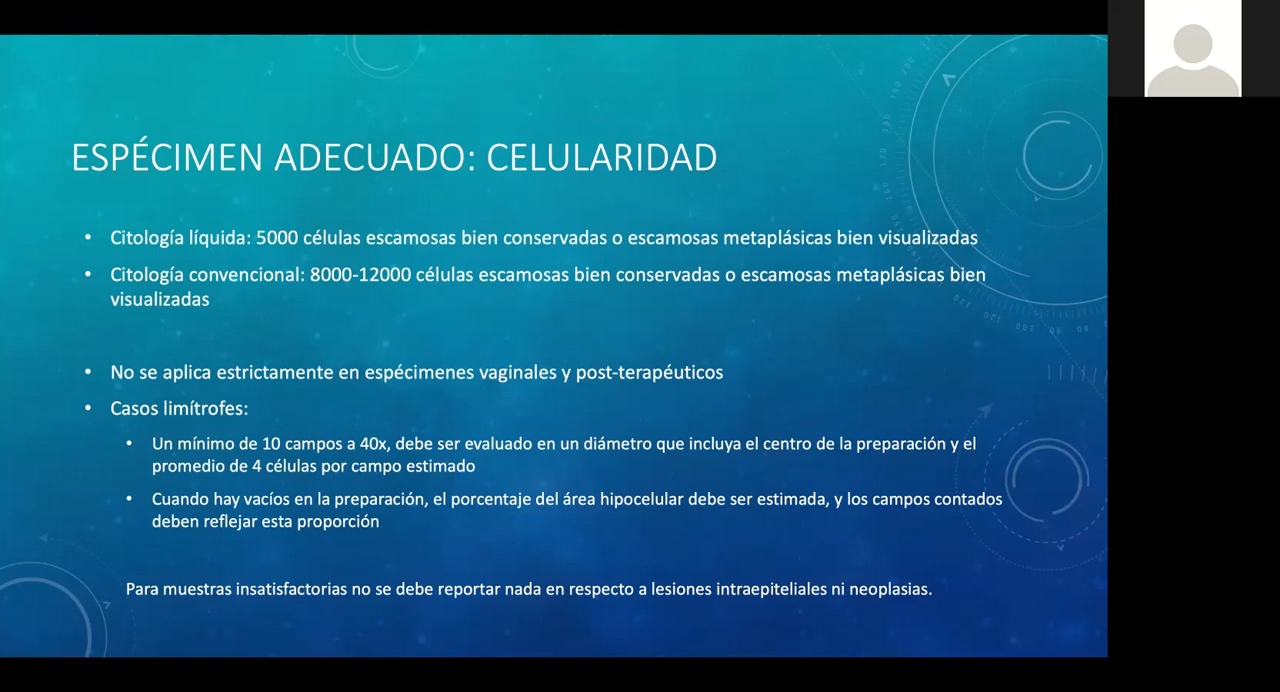 ESPÉCIMEN ADECUADO: CELULARIDAD
• Citología líquida: 5000 células escamosas bien conservadas o escamosas metaplásicas bien visualizadas
• Citología convencional: 8000-12000 células escamosas bien conservadas o escamosas metaplásicas bien
visualizadas
• No se aplica estrictamente en espécimenes vaginales y post-terapéuticos
• Casos limítrofes:
• Un mínimo de 10 campos a 40x, debe ser evaluado en un diámetro que incluya el centro de la preparación y el
promedio de 4 células por campo estimado
• Cuando hay vacíos en la preparación, el porcentaje del área hipocelular debe ser estimada, y los campos contados
deben reflejar esta proporción
Para muestras insatisfactorias no se debe reportar nada en respecto a lesiones intraepiteliales ni neoplasias.